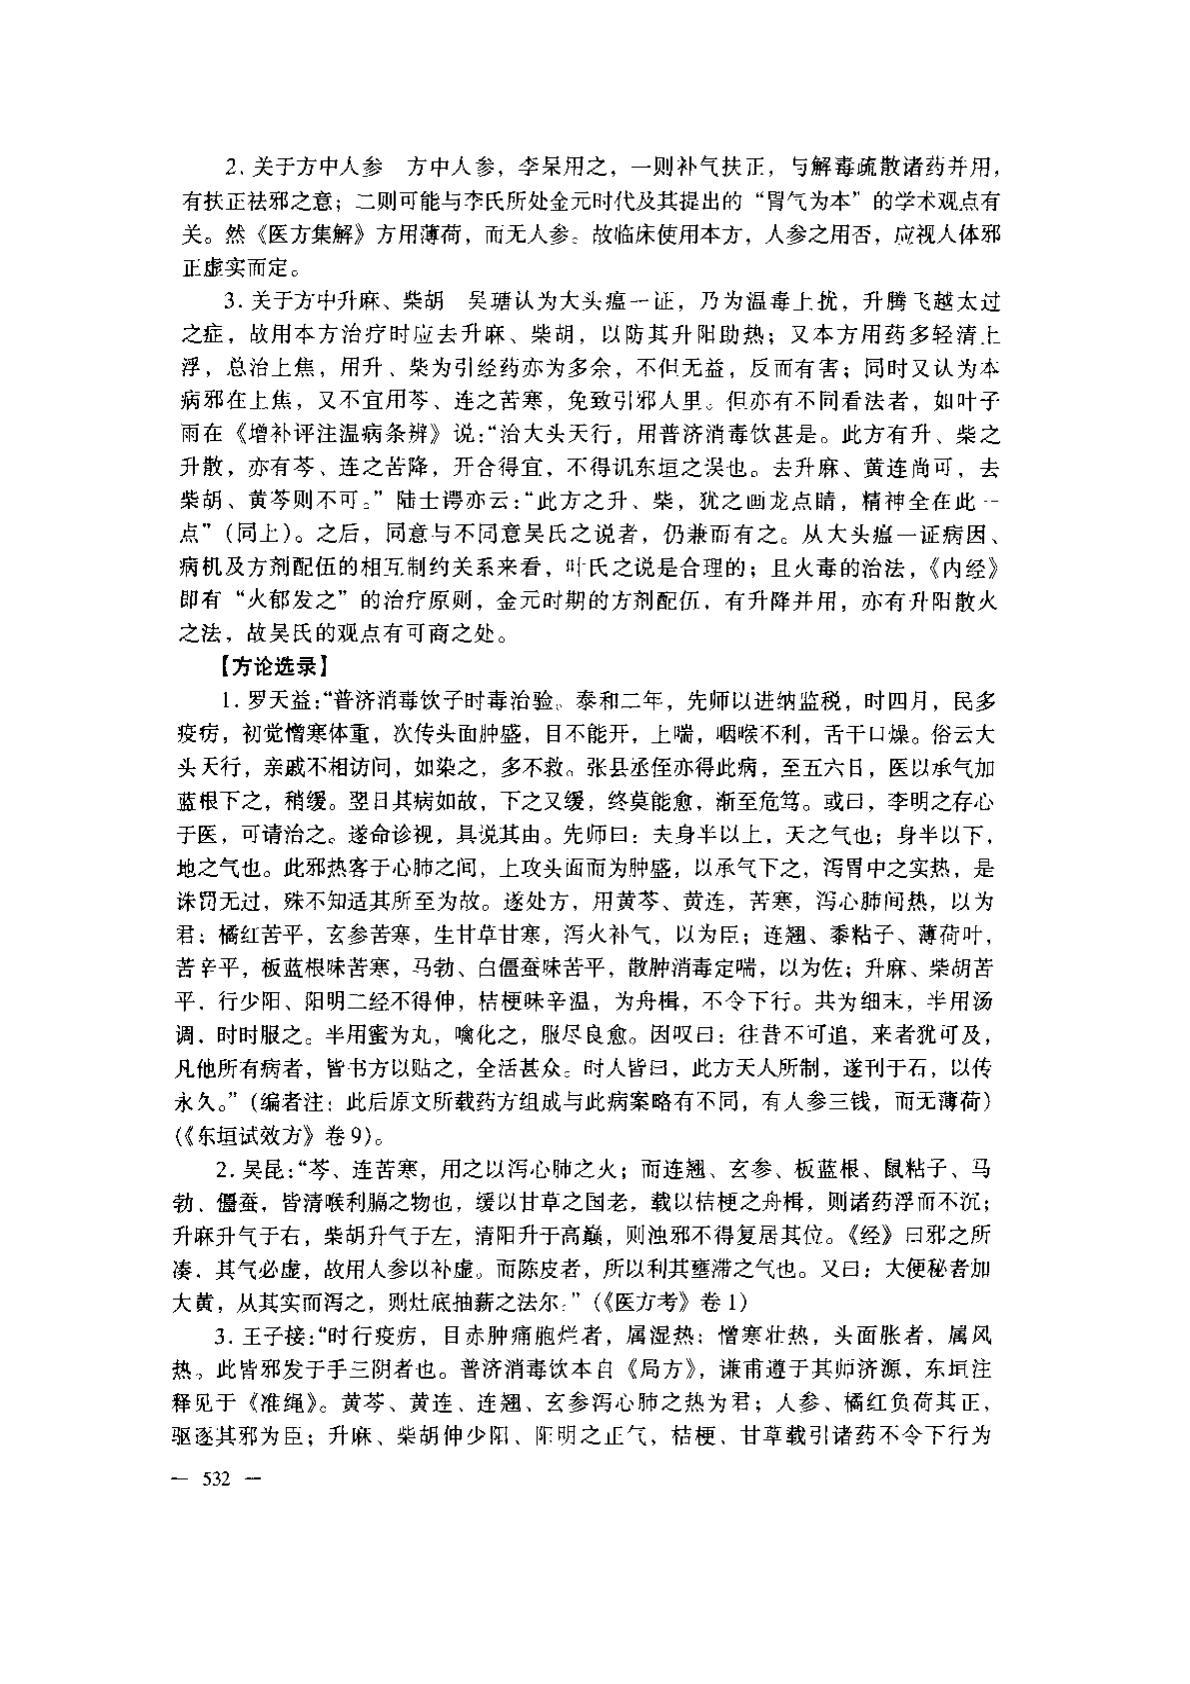 2. 关于方中人参　方中人参，李杲用之，一则补气扶正，与解毒疏散诸药并用，
有扶正祛邪之意；二则可能与李氏所处金元时代及其提出的“胃气为本”的学术观点有
关。然《医方集解》方用薄荷，而无人参。故临床使用本方，人参之用否，应视人体邪
正虚实而定。
3. 关于方中升麻、柴胡　吴瑭认为大头瘟一证，乃为温毒上扰，升腾飞越太过
之症，故用本方治疗时应去升麻、柴胡，以防其升阳助热；又本方用药多轻清上
浮，总治上焦，用升、柴为引经药亦为多余，不但无益，反而有害；同时又认为本
病邪在上焦，又不宜用芩、连之苦寒，免致引邪人里。但亦有不同看法者，如叶子
雨在《增补评注温病条辨》说：“治大头天行，用普济消毒饮甚是。此方有升、柴之
升散，亦有芩、连之苦降，开合得宜，不得讥东垣之误也。去升麻、黄连尚可，去
柴胡、黄芩则不可。”陆士谔亦云：“此方之升、柴，犹之画龙点睛，精神全在此一
点”（同上）。之后，同意与不同意吴氏之说者，仍兼而有之。从大头瘟一证病因、
病机及方剂配伍的相互制约关系来看，叶氏之说是合理的；且火毒的治法，《内经》
即有“火郁发之”的治疗原则，金元时期的方剂配伍，有升降并用，亦有升阳散火
之法，故吴氏的观点有可商之处。
【方论选录】
1. 罗天益：“普济消毒饮子时毒治验。泰和二年，先师以进纳监税，时四月，民多
疫疠，初觉憎寒体重，次传头面肿盛，目不能开，上喘，咽喉不利，舌干口燥。俗云大
头天行，亲戚不相访问，如染之，多不救。张县丞侄亦得此病，至五六日，医以承气加
蓝根下之，稍缓。翌日其病如故，下之又缓，终莫能愈，渐至危笃。或曰，李明之存心
于医，可请治之。遂命诊视，具说其由。先师曰：夫身半以上，天之气也；身半以下，
地之气也。此邪热客于心肺之间，上攻头面而为肿盛，以承气下之，泻胃中之实热，是
诛罚无过，殊不知适其所至为故。遂处方，用黄芩、黄连，苦寒，泻心肺间热，以为
君；橘红苦平，玄参苦寒，生甘草甘寒，泻火补气，以为臣；连翘、黍粘子、薄荷叶，
苦辛平，板蓝根味苦寒，马勃、白僵蚕味苦平，散肿消毒定喘，以为佐；升麻、柴胡苦
平，行少阳、阳明二经不得伸，桔梗味辛温，为舟楫，不令下行。共为细末，半用汤
调，时时服之。半用蜜为丸，噙化之，服尽良愈。因叹曰：往昔不可追，来者犹可及，
凡他所有病者，皆书方以贴之，全活甚众。时人皆曰，此方天人所制，遂刊于石，以传
永久。”（编者注：此后原文所载药方组成与此病案略有不同，有人参三钱，而无薄荷）
（《东垣试效方》卷9）。
2. 吴昆：“芩、连苦寒，用之以泻心肺之火；而连翘、玄参、板蓝根、鼠粘子、马
勃、僵蚕，皆清喉利膈之物也，缓以甘草之国老，载以桔梗之舟楫，则诸药浮而不沉；
升麻升气于右，柴胡升气于左，清阳升于高巅，则浊邪不得复居其位。《经》曰邪之所
凑，其气必虚，故用人参以补虚。而陈皮者，所以利其壅滞之气也。又曰：大便秘者加
大黄，从其实而泻之，则灶底抽薪之法尔。”（《医方考》卷1）
3. 王子接：“时行疫疠，目赤肿痛胞烂者，属湿热；憎寒壮热，头面胀者，属风
热。此皆邪发于手三阴者也。普济消毒饮本自《局方》，谦甫遵于其师济源，东垣注
释见于《准绳》。黄芩、黄连、连翘、玄参泻心肺之热为君；人参、橘红负荷其正，
驱逐其邪为臣；升麻、柴胡伸少阳、阳明之正气，桔梗、甘草载引诸药不令下行为
— 532 —